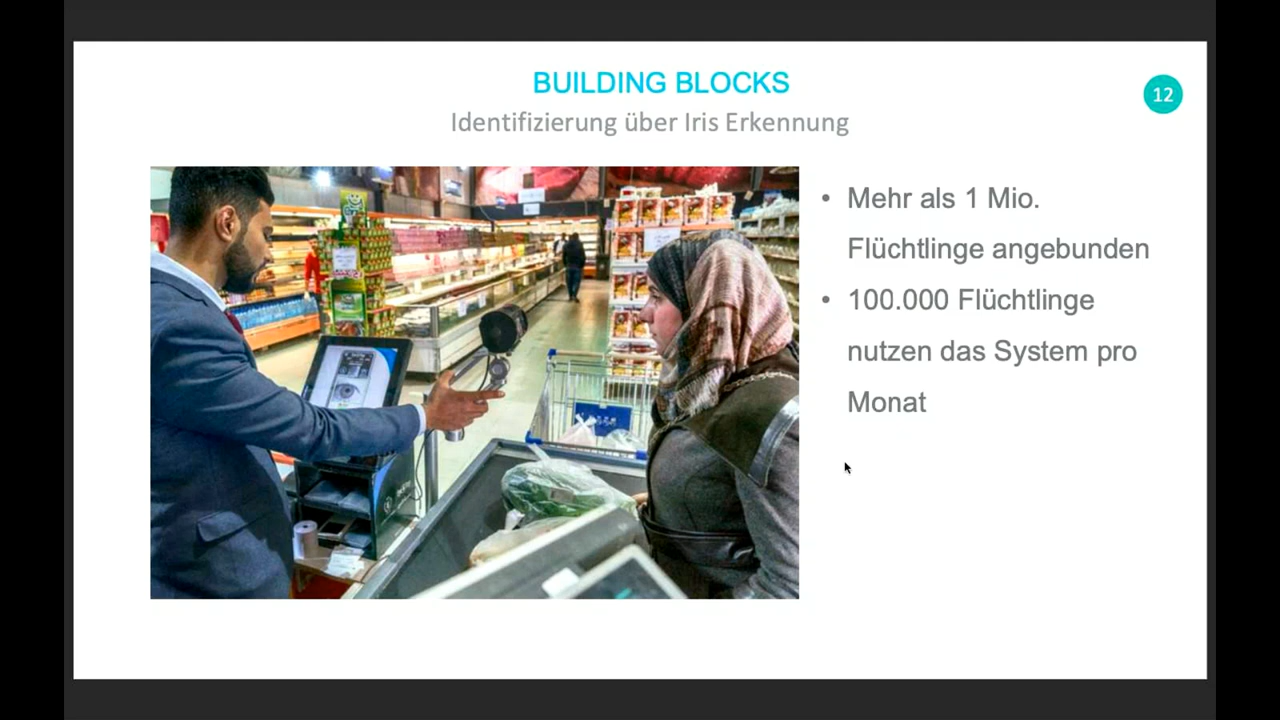 BUILDING BLOCKS
12
Identifizierung über Iris Erkennung
• Mehr als 1 Mio.
Flüchtlinge angebunden
• 100.000 Flüchtlinge
nutzen das System pro
Monat